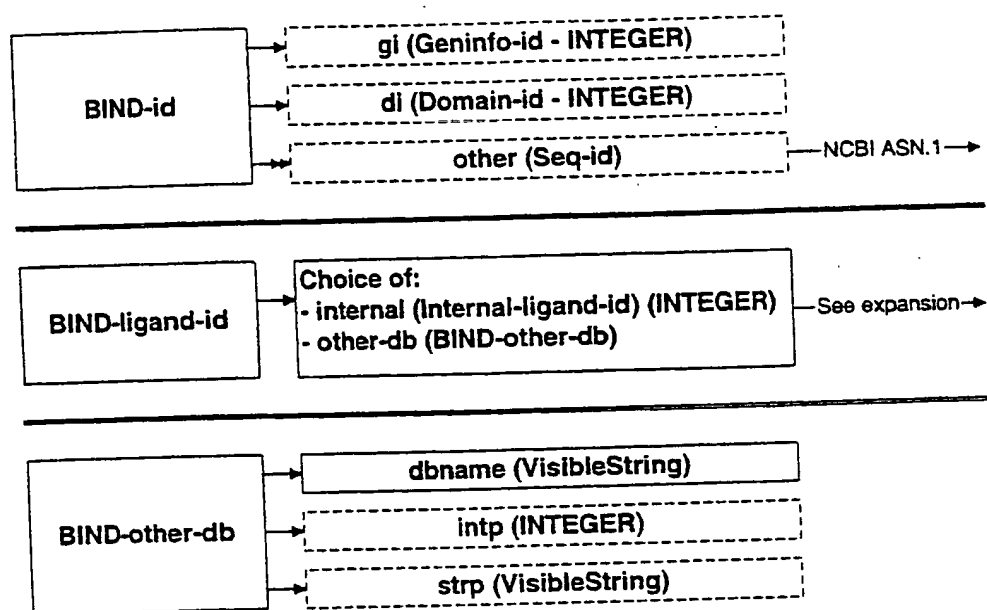 gi (Geninfo-id - INTEGER)
BIND-id
di (Domain-id - INTEGER)
other (Seq-id)
NCBI ASN.1
BIND-ligand-id
Choice of:
- internal (Internal-ligand-id) (INTEGER)
- other-db (BIND-other-db)
See expansion
BIND-other-db
dbname (VisibleString)
intp (INTEGER)
strp (VisibleString)